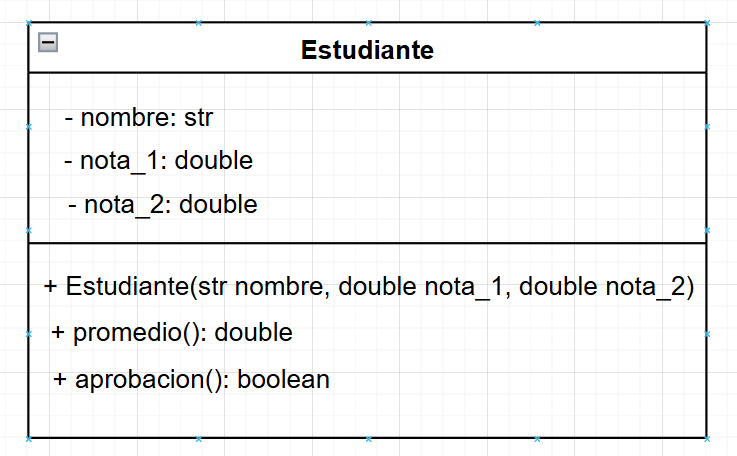 Estudiante
- nombre: str
- nota_1: double
- nota_2: double
+ Estudiante(str nombre, double nota_1, double nota_2)
+ promedio(): double
+ aprobacion(): boolean